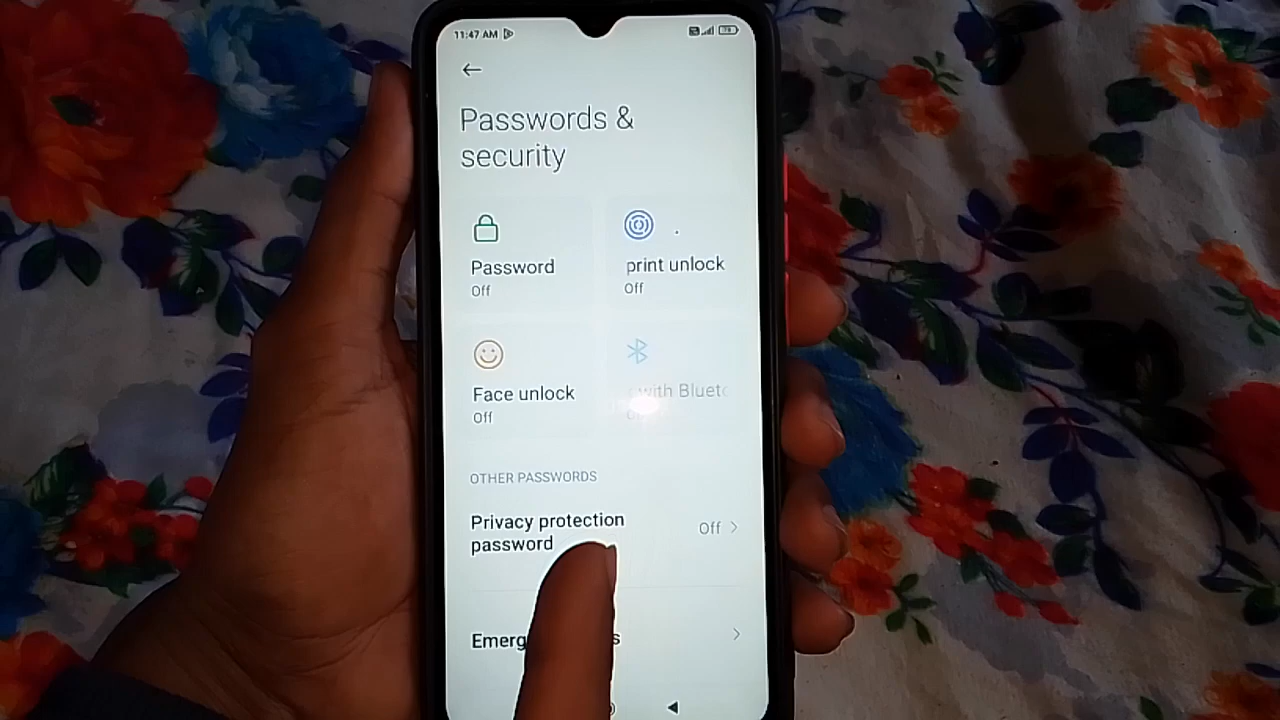 11:47 AM
Passwords &
security
Password
Off
print unlock
Off
Face unlock
Off
with Bluet
OTHER PASSWORDS
Privacy protection
password
Off
Emerg
s